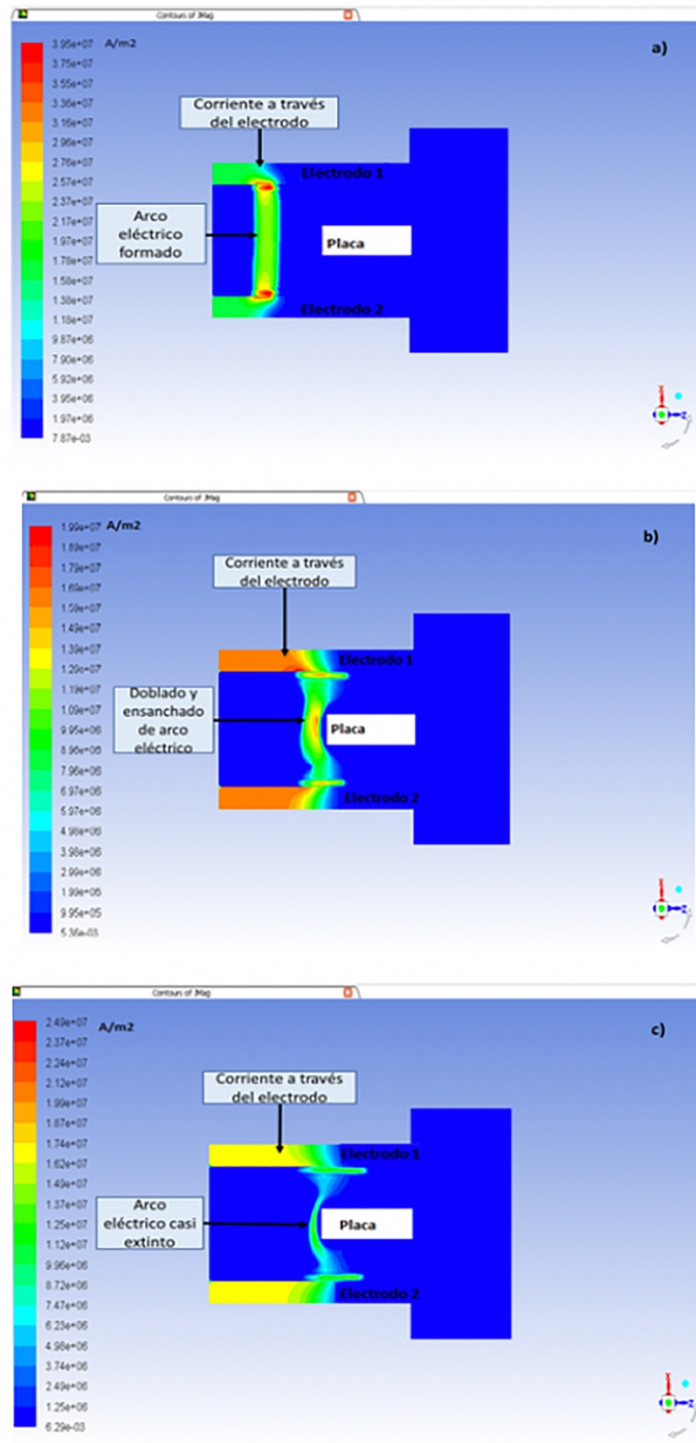 Contours of JMag
3.95e+07 A/m2
a)
3.75e+07
3.55e+07
3.36e+07
3.16e+07
2.96e+07
2.76e+07
2.57e+07
2.37e+07
2.17e+07
1.97e+07
1.78e+07
1.58e+07
1.38e+07
1.18e+07
9.87e+06
7.90e+06
5.92e+06
3.95e+06
1.97e+06
7.87e-03
Corriente a través
del electrodo
Electrodo 1
Arco
eléctrico
formado
Placa
Electrodo 2
X
Z
Contours of JMag
1.99e+07 A/m2
b)
1.89e+07
1.79e+07
1.69e+07
1.59e+07
1.49e+07
1.39e+07
1.29e+07
1.19e+07
1.09e+07
9.95e+06
8.96e+06
7.96e+06
6.97e+06
5.97e+06
4.98e+06
3.98e+06
2.99e+06
1.99e+06
9.95e+05
5.36e-03
Corriente a través
del electrodo
Electrodo 1
Doblado y
ensanchado
de arco
eléctrico
Placa
Electrodo 2
X
Z
Contours of JMag
2.49e+07 A/m2
c)
2.37e+07
2.24e+07
2.12e+07
1.99e+07
1.87e+07
1.74e+07
1.62e+07
1.49e+07
1.37e+07
1.25e+07
1.12e+07
9.96e+06
8.72e+06
7.47e+06
6.23e+06
4.98e+06
3.74e+06
2.49e+06
1.25e+06
6.29e-03
Corriente a través
del electrodo
Electrodo 1
Arco
eléctrico casi
extinto
Placa
Electrodo 2
X
Z